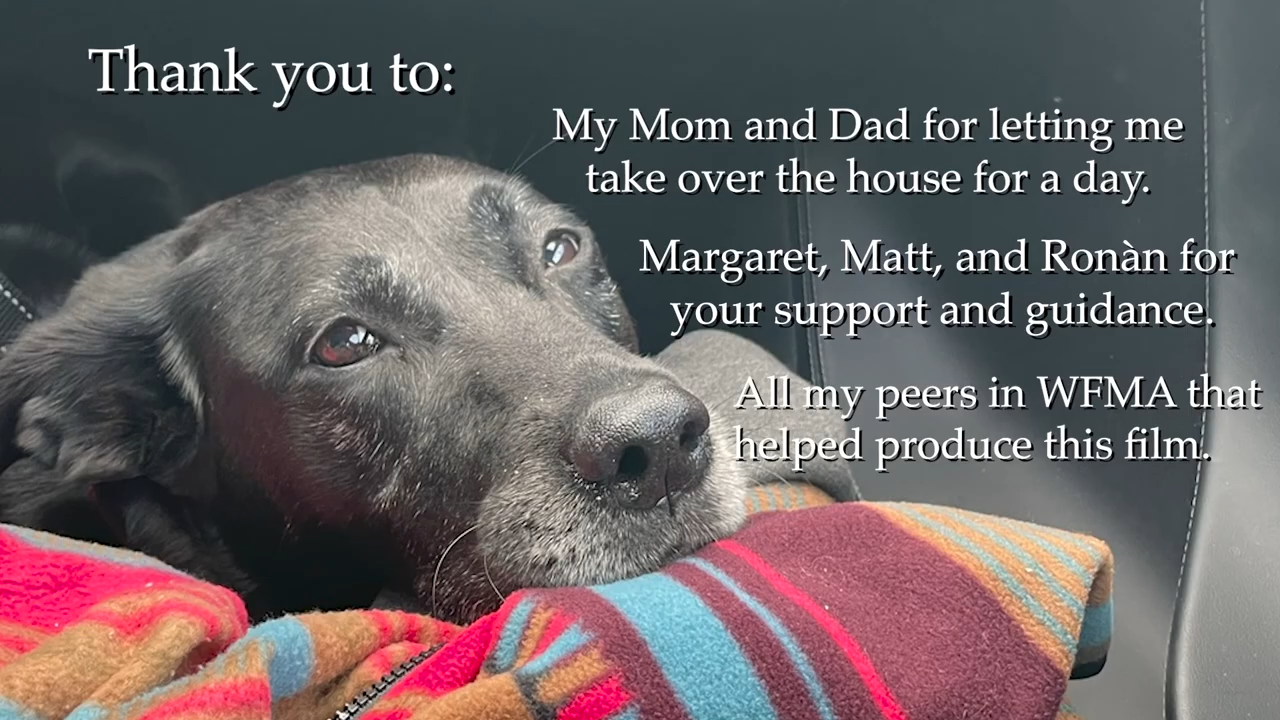 Thank you to:
My Mom and Dad for letting me
take over the house for a day.
Margaret, Matt, and Ronàn for
your support and guidance.
All my peers in WFMA that
helped produce this film.